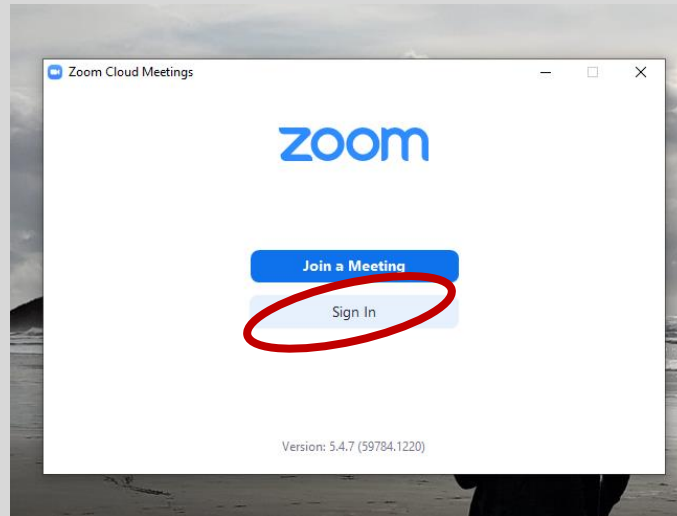 Zoom Cloud Meetings
zoom
Join a Meeting
Sign In
Version: 5.4.7 (59784.1220)